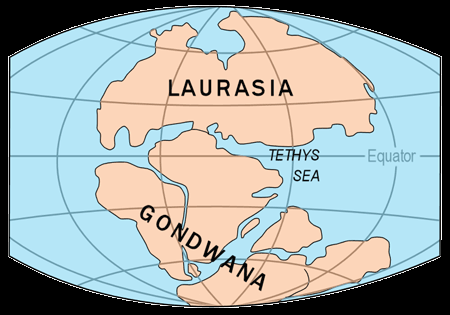 LAURASIA
TETHYS
SEA
Equator
GONDWANA